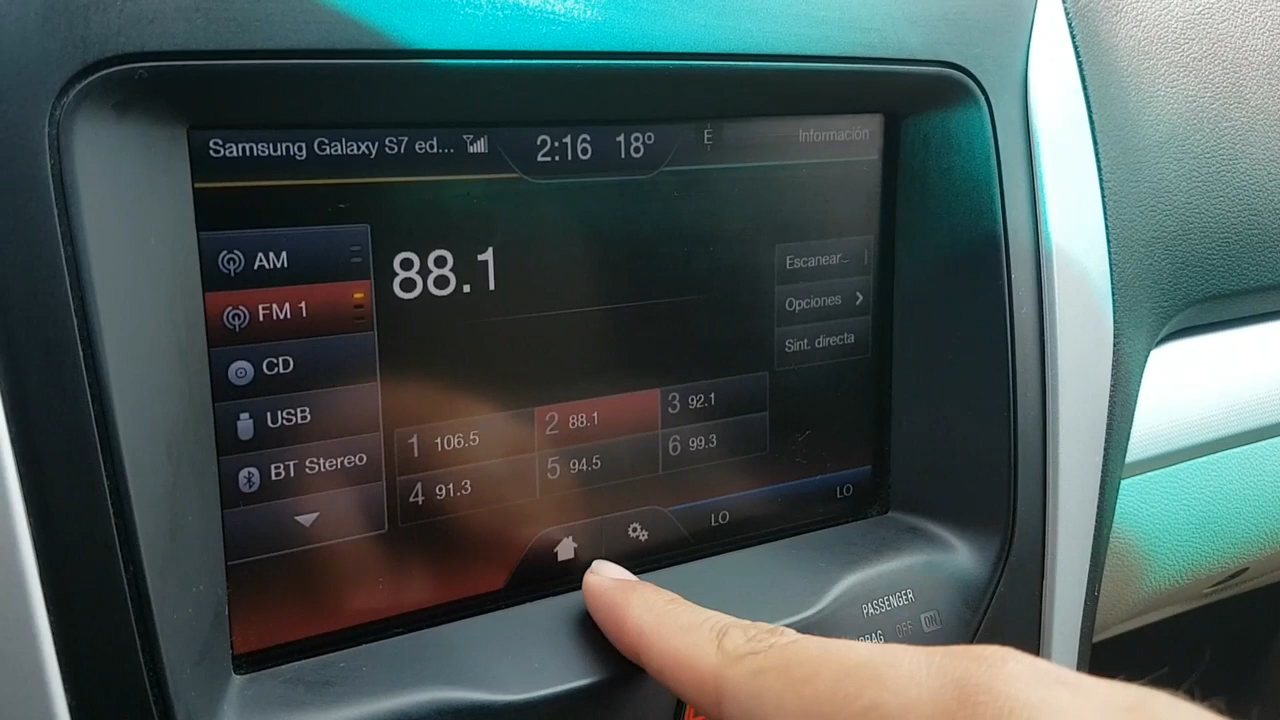 Samsung Galaxy S7 ed...
2:16 18°
E
Información
AM
FM 1
CD
USB
BT Stereo
88.1
Escanear
Opciones
Sint. directa
1 106.5
2 88.1
3 92.1
4 91.3
5 94.5
6 99.3
LO
LO
PASSENGER
OFF ON